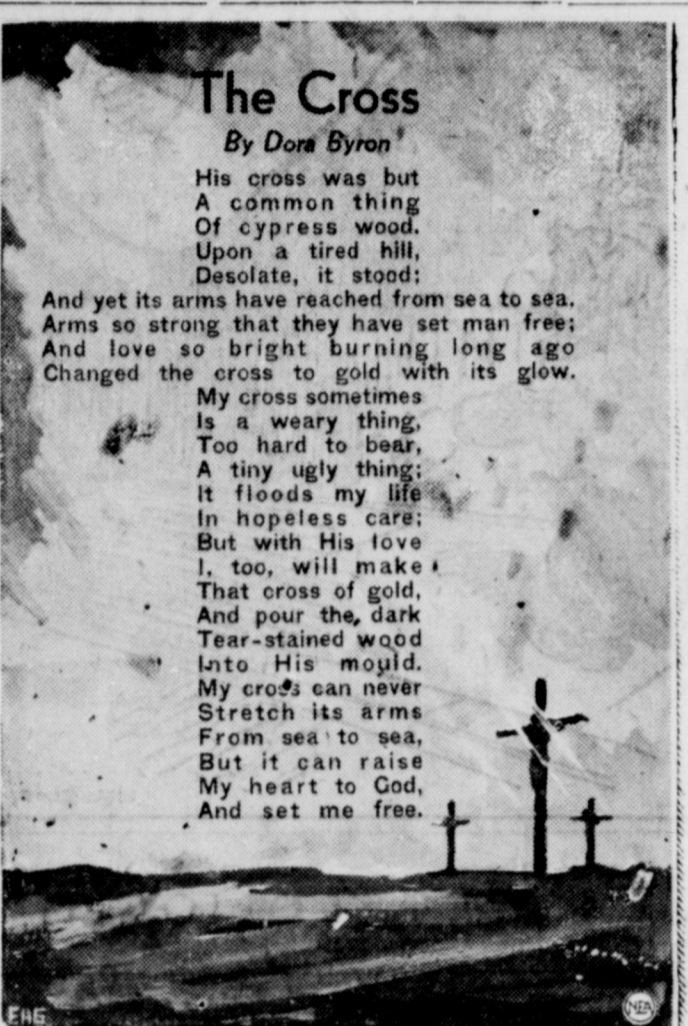 The Cross
By Dora Byron
His cross was but
A common thing
Of cypress wood.
Upon a tired hill,
Desolate, it stood;
And yet its arms have reached from sea to sea.
Arms so strong that they have set man free;
And love so bright burning long ago
Changed the cross to gold with its glow.
My cross sometimes
Is a weary thing,
Too hard to bear,
A tiny ugly thing;
It floods my life
In hopeless care;
But with His love
I, too, will make
That cross of gold,
And pour the dark
Tear-stained wood
Into His mould.
My cross can never
Stretch its arms
From sea to sea,
But it can raise
My heart to God,
And set me free.
EHG
NEA